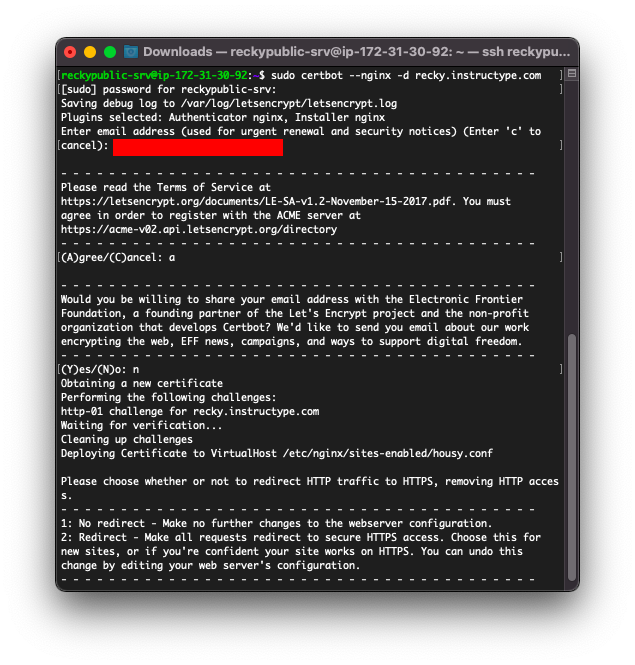 Downloads — reckypublic-srv@ip-172-31-30-92: ~ — ssh reckypu...
[reckypublic-srv@ip-172-31-30-92:~$ sudo certbot --nginx -d recky.instructype.com ]
[[sudo] password for reckypublic-srv: ]
Saving debug log to /var/log/letsencrypt/letsencrypt.log
Plugins selected: Authenticator nginx, Installer nginx
Enter email address (used for urgent renewal and security notices) (Enter 'c' to
[cancel): ]
- - - - - - - - - - - - - - - - - - - - - - - - - - - - - - - - - - - - - - - -
Please read the Terms of Service at
https://letsencrypt.org/documents/LE-SA-v1.2-November-15-2017.pdf. You must
agree in order to register with the ACME server at
https://acme-v02.api.letsencrypt.org/directory
- - - - - - - - - - - - - - - - - - - - - - - - - - - - - - - - - - - - - - - -
[(A)gree/(C)ancel: a ]
- - - - - - - - - - - - - - - - - - - - - - - - - - - - - - - - - - - - - - - -
Would you be willing to share your email address with the Electronic Frontier
Foundation, a founding partner of the Let's Encrypt project and the non-profit
organization that develops Certbot? We'd like to send you email about our work
encrypting the web, EFF news, campaigns, and ways to support digital freedom.
- - - - - - - - - - - - - - - - - - - - - - - - - - - - - - - - - - - - - - - -
[(Y)es/(N)o: n ]
Obtaining a new certificate
Performing the following challenges:
http-01 challenge for recky.instructype.com
Waiting for verification...
Cleaning up challenges
Deploying Certificate to VirtualHost /etc/nginx/sites-enabled/housy.conf
Please choose whether or not to redirect HTTP traffic to HTTPS, removing HTTP acces
s.
- - - - - - - - - - - - - - - - - - - - - - - - - - - - - - - - - - - - - - - -
1: No redirect - Make no further changes to the webserver configuration.
2: Redirect - Make all requests redirect to secure HTTPS access. Choose this for
new sites, or if you're confident your site works on HTTPS. You can undo this
change by editing your web server's configuration.
- - - - - - - - - - - - - - - - - - - - - - - - - - - - - - - - - - - - - - - -